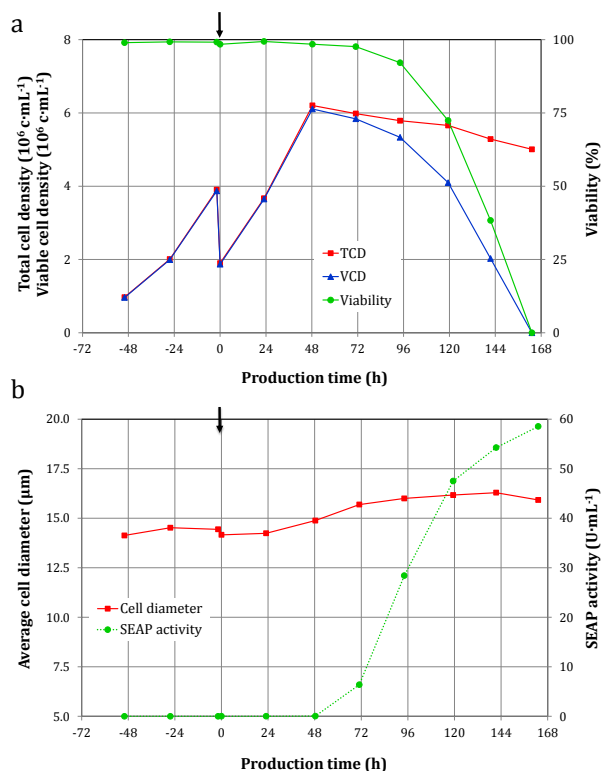 a
Total cell density (10⁶ c·mL⁻¹)
Viable cell density (10⁶ c·mL⁻¹)
8
6
4
2
0
100
75
50
25
0
Viability (%)
TCD
VCD
Viability
-72 -48 -24 0 24 48 72 96 120 144 168
Production time (h)
b
Average cell diameter (µm)
20.0
17.5
15.0
12.5
10.0
7.5
5.0
60
50
40
30
20
10
0
SEAP activity (U·mL⁻¹)
Cell diameter
SEAP activity
-72 -48 -24 0 24 48 72 96 120 144 168
Production time (h)